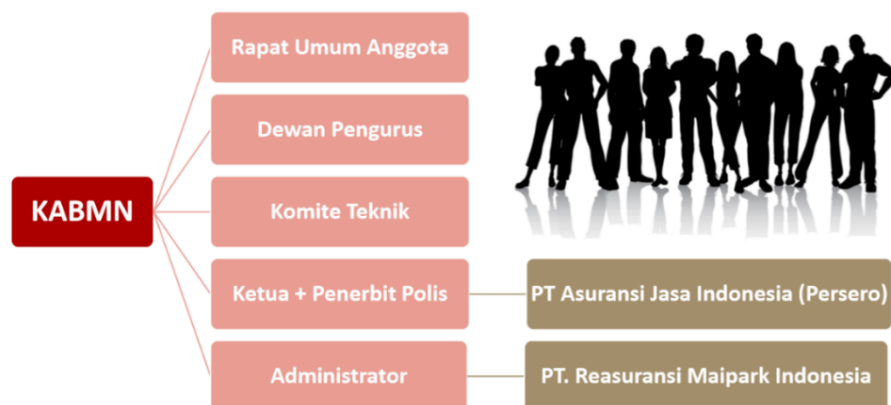 Rapat Umum Anggota
Dewan Pengurus
KABMN
Komite Teknik
Ketua + Penerbit Polis
PT Asuransi Jasa Indonesia (Persero)
Administrator
PT. Reasuransi Maipark Indonesia